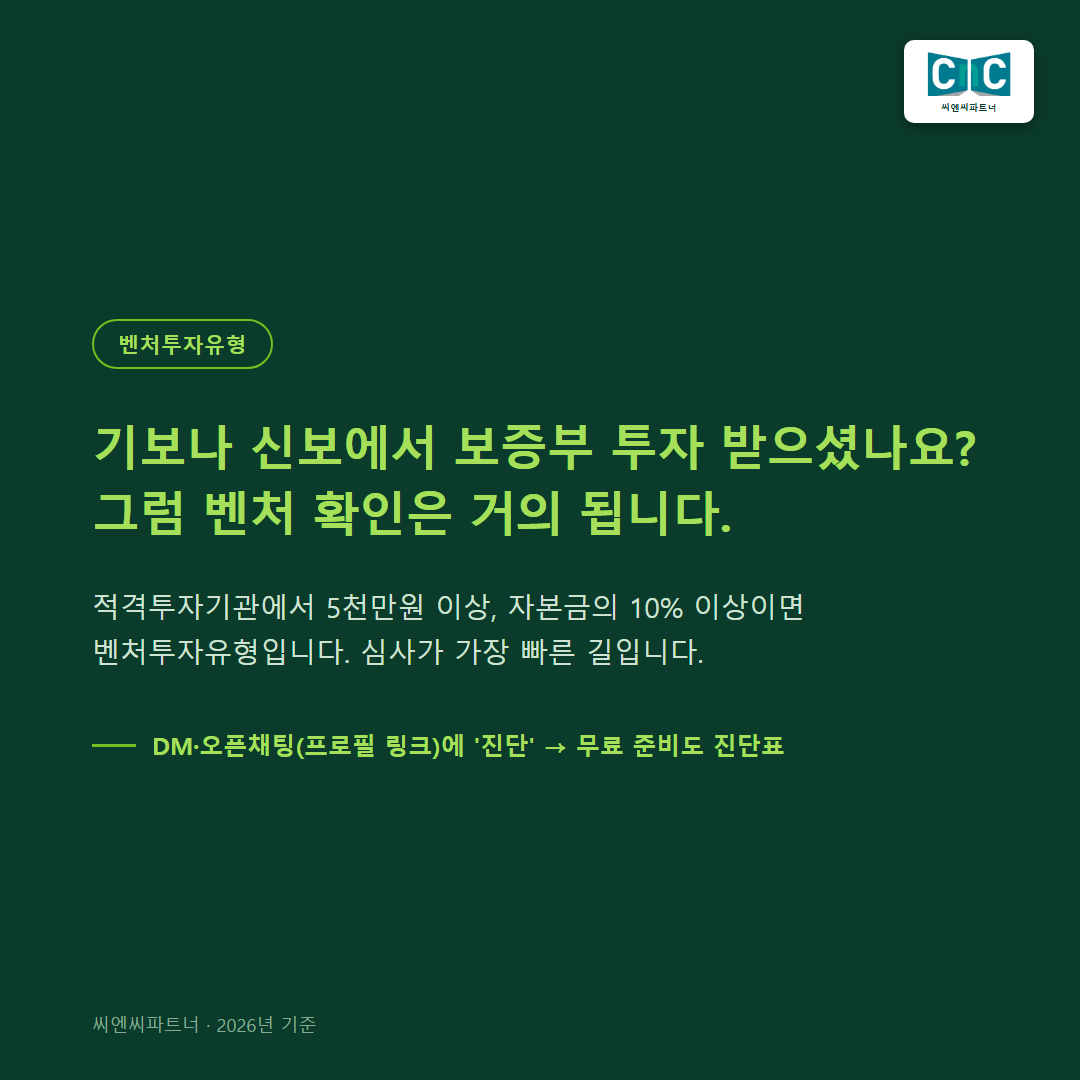 CnC
씨엔씨파트너
벤처투자유형
기보나 신보에서 보증부 투자 받으셨나요?
그럼 벤처 확인은 거의 됩니다.
적격투자기관에서 5천만원 이상, 자본금의 10% 이상이면
벤처투자유형입니다. 심사가 가장 빠른 길입니다.
DM·오픈채팅(프로필 링크)에 '진단' → 무료 준비도 진단표
씨엔씨파트너 · 2026년 기준